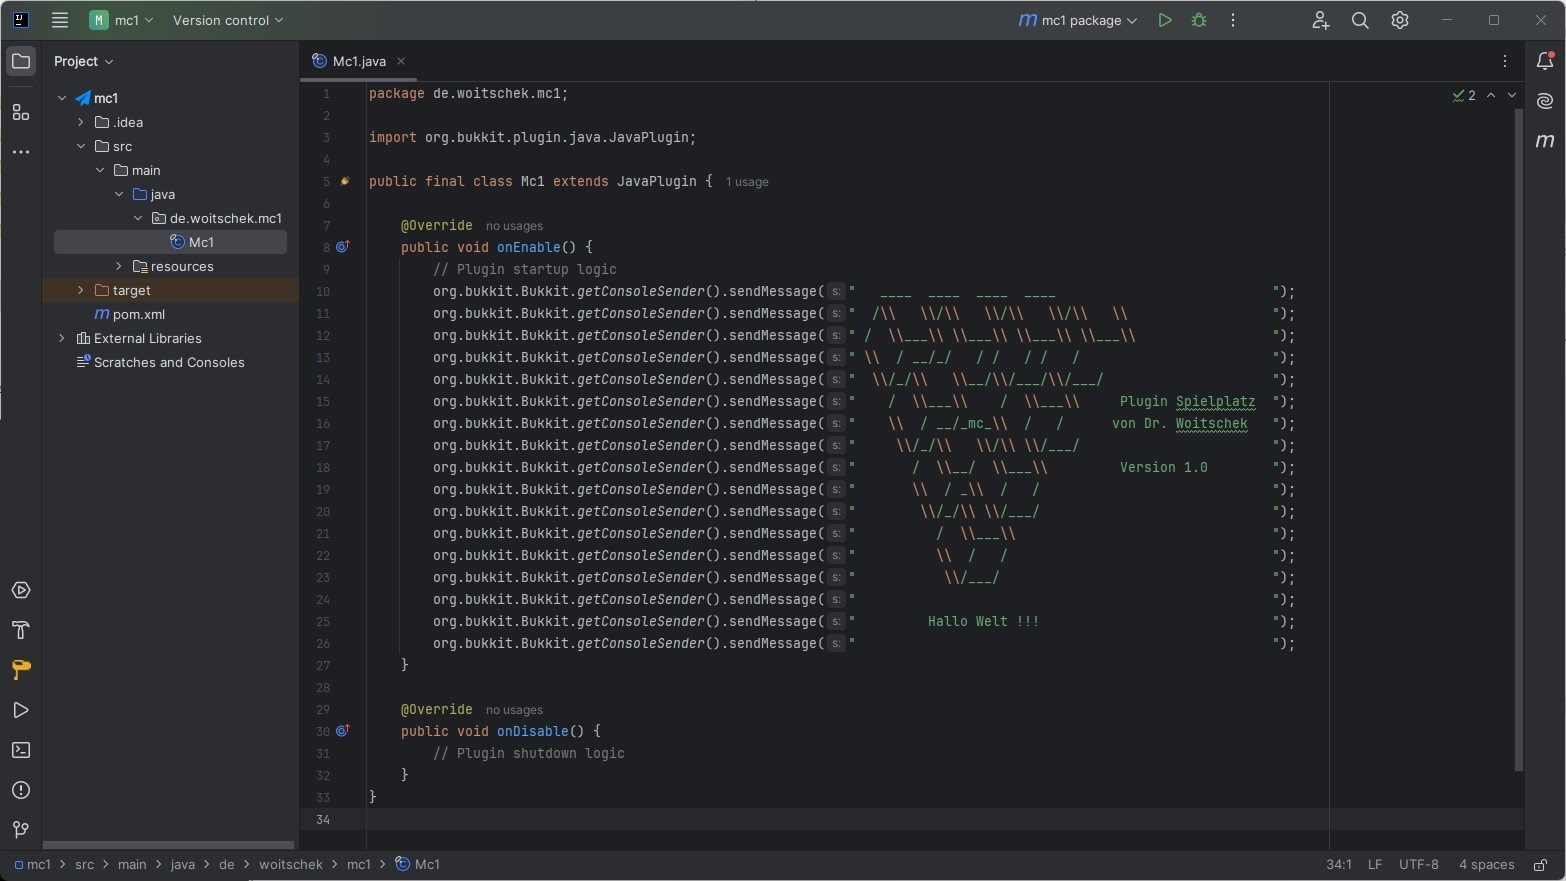 mc1
Version control
mc1 package
Project
Mc1.java
mc1
.idea
src
main
java
de.woitschek.mc1
Mc1
resources
target
pom.xml
External Libraries
Scratches and Consoles
1 package de.woitschek.mc1;
2
3 import org.bukkit.plugin.java.JavaPlugin;
4
5 public final class Mc1 extends JavaPlugin { 1 usage
6
7 @Override no usages
8 public void onEnable() {
9 // Plugin startup logic
10 org.bukkit.Bukkit.getConsoleSender().sendMessage( s: "   ____  ____  ____  ____                           ");
11 org.bukkit.Bukkit.getConsoleSender().sendMessage( s: "  /\\   \\/\\   \\/\\   \\/\\   \\                  ");
12 org.bukkit.Bukkit.getConsoleSender().sendMessage( s: " /  \\___\\ \\___\\ \\___\\ \\___\\                 ");
13 org.bukkit.Bukkit.getConsoleSender().sendMessage( s: " \\  / __/_/   / /   / /   /                        ");
14 org.bukkit.Bukkit.getConsoleSender().sendMessage( s: "  \\/_/\\   \\__/\\/___/\\/___/                     ");
15 org.bukkit.Bukkit.getConsoleSender().sendMessage( s: "    /  \\___\\    /  \\___\\     Plugin Spielplatz  ");
16 org.bukkit.Bukkit.getConsoleSender().sendMessage( s: "    \\  / __/_mc_\\  /   /      von Dr. Woitschek   ");
17 org.bukkit.Bukkit.getConsoleSender().sendMessage( s: "     \\/_/\\   \\/\\ \\/___/                        ");
18 org.bukkit.Bukkit.getConsoleSender().sendMessage( s: "       /  \\__/  \\___\\         Version 1.0        ");
19 org.bukkit.Bukkit.getConsoleSender().sendMessage( s: "       \\  / _\\  /   /                             ");
20 org.bukkit.Bukkit.getConsoleSender().sendMessage( s: "        \\/_/\\ \\/___/                             ");
21 org.bukkit.Bukkit.getConsoleSender().sendMessage( s: "          /  \\___\\                                ");
22 org.bukkit.Bukkit.getConsoleSender().sendMessage( s: "          \\  /   /                                 ");
23 org.bukkit.Bukkit.getConsoleSender().sendMessage( s: "           \\/___/                                  ");
24 org.bukkit.Bukkit.getConsoleSender().sendMessage( s: "                                                    ");
25 org.bukkit.Bukkit.getConsoleSender().sendMessage( s: "         Hallo Welt !!!                             ");
26 org.bukkit.Bukkit.getConsoleSender().sendMessage( s: "                                                    ");
27 }
28
29 @Override no usages
30 public void onDisable() {
31 // Plugin shutdown logic
32 }
33 }
34
2
mc1 > src > main > java > de > woitschek > mc1 > Mc1
34:1 LF UTF-8 4 spaces